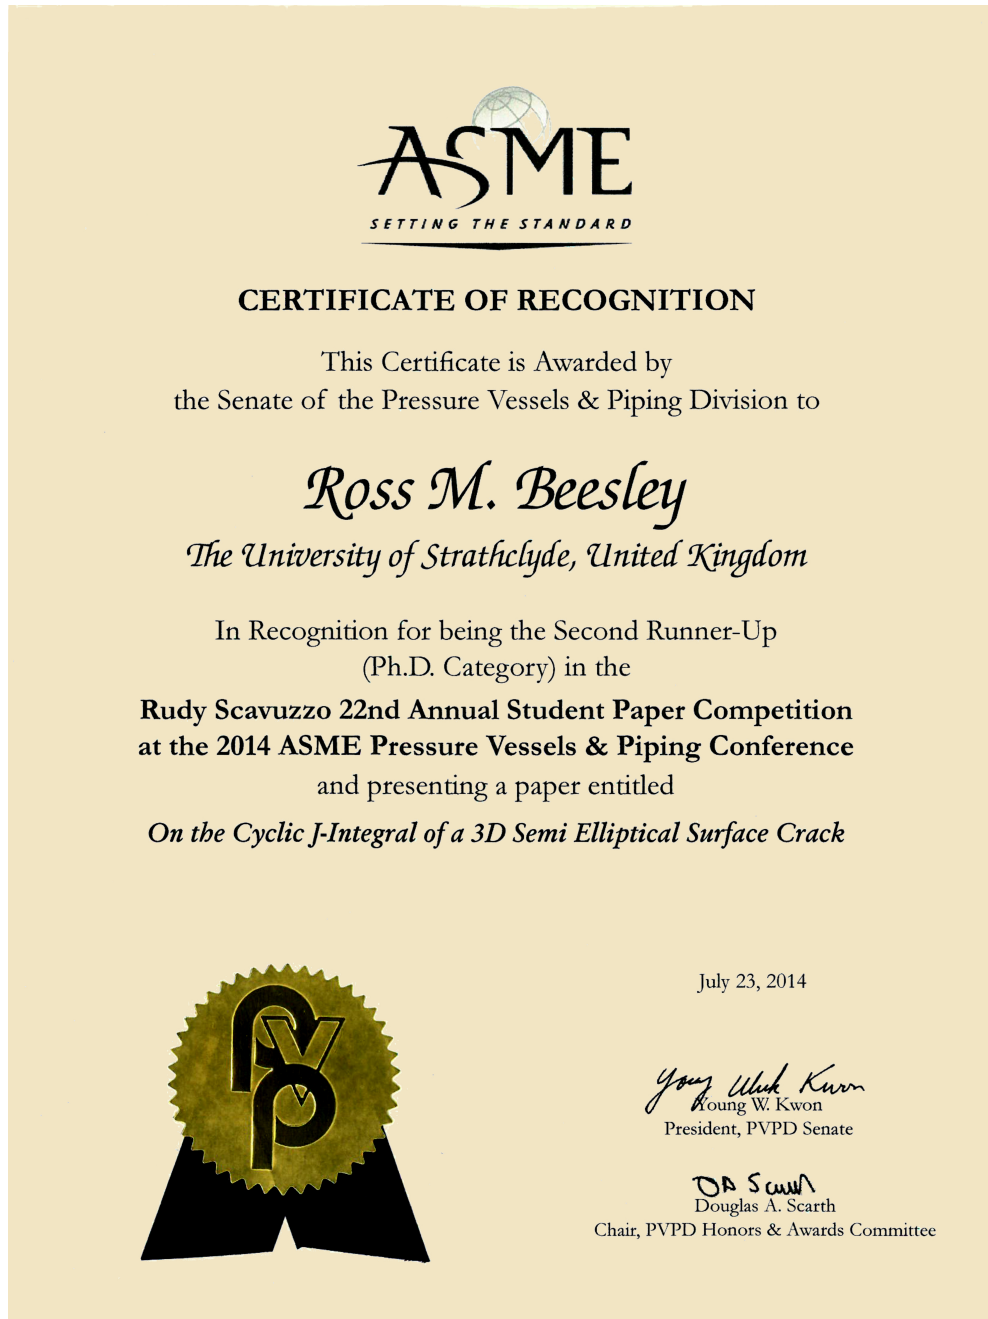 ASME
SETTING THE STANDARD
CERTIFICATE OF RECOGNITION
This Certificate is Awarded by
the Senate of the Pressure Vessels & Piping Division to
Ross M. Beesley
The University of Strathclyde, United Kingdom
In Recognition for being the Second Runner-Up
(Ph.D. Category) in the
Rudy Scavuzzo 22nd Annual Student Paper Competition
at the 2014 ASME Pressure Vessels & Piping Conference
and presenting a paper entitled
On the Cyclic J-Integral of a 3D Semi Elliptical Surface Crack
pvp
July 23, 2014
Young W. Kwon
President, PVPD Senate
DA Scarth
Douglas A. Scarth
Chair, PVPD Honors & Awards Committee